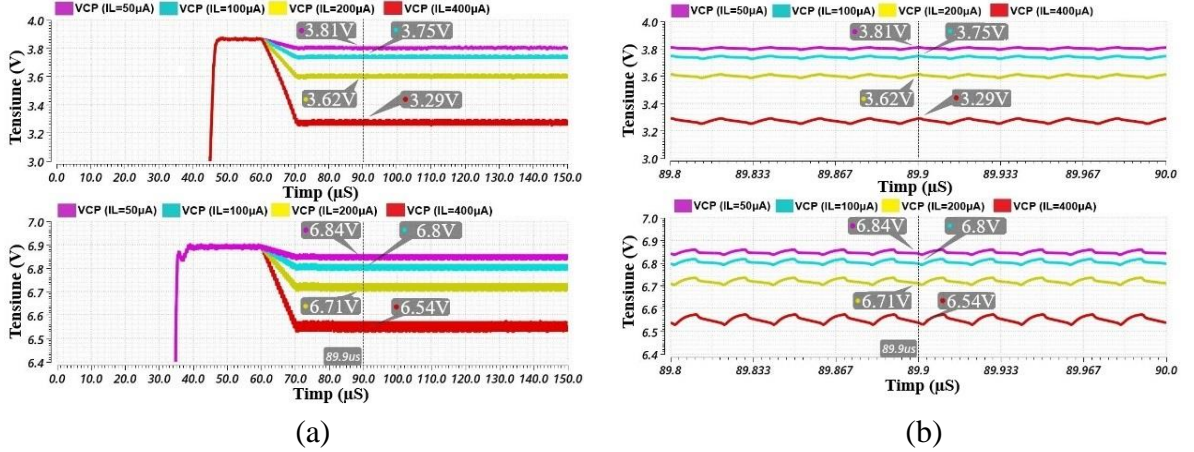 VCP (IL=50µA) VCP (IL=100µA) VCP (IL=200µA) VCP (IL=400µA)
4.0
3.8
3.6
3.4
3.2
3.0
Tensiune (V)
3.81V 3.75V
3.62V 3.29V
0.0 10.0 20.0 30.0 40.0 50.0 60.0 70.0 80.0 90.0 100.0 110.0 120.0 130.0 140.0 150.0
Timp (µS)
VCP (IL=50µA) VCP (IL=100µA) VCP (IL=200µA) VCP (IL=400µA)
7.0
6.9
6.8
6.7
6.5
6.4
Tensiune (V)
6.84V 6.8V
6.71V 6.54V
89.9us
0.0 10.0 20.0 30.0 40.0 50.0 60.0 70.0 80.0 90.0 100.0 110.0 120.0 130.0 140.0 150.0
Timp (µS)
(a)
VCP (IL=50µA) VCP (IL=100µA) VCP (IL=200µA) VCP (IL=400µA)
4.0
3.8
3.6
3.4
3.2
3.0
Tensiune (V)
3.81V 3.75V
3.62V 3.29V
89.8 89.833 89.867 89.9 89.933 89.967 90.0
Timp (µS)
VCP (IL=50µA) VCP (IL=100µA) VCP (IL=200µA) VCP (IL=400µA)
7.0
6.9
6.8
6.7
6.5
6.4
Tensiune (V)
6.84V 6.8V
6.71V 6.54V
89.9us
89.8 89.833 89.867 89.9 89.933 89.967 90.0
Timp (µS)
(b)